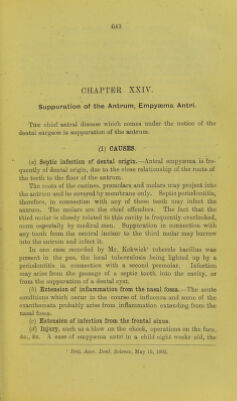 643
CHAPTER XXIV.
Suppuration of the Antrum, Empyæma Antri.
The chief antral disease which comes under the notice of the
dental surgeon is suppuration of the antrum.
(1) CAUSES.
(a) Septic infection of dental origin.—Antral empyæma is fre-
quently of dental origin, due to the close relationship of the roots of
the teeth to the floor of the antrum.
The roots of the canines, premolars and molars may project into
the antrum and be covered by membrane only. Septic periodontitis,
therefore, in connection with any of these teeth may infect the
antrum. The molars are the chief offenders. The fact that the
third molar is closely related to this cavity is frequently overlooked,
more especially by medical men. Suppuration in connection with
any tooth from the central incisor to the third molar may burrow
into the antrum and infect it.
In one case recorded by Mr. Kekwick¹ tubercle bacillus was
present in the pus, the local tuberculosis being lighted up by a
periodontitis in connection with a second premolar. Infection
may arise from the passage of a septic tooth into the cavity, or
from the suppuration of a dental cyst.
(b) Extension of inflammation from the nasal fossa.—The acute
conditions which occur in the course of influenza and some of the
exanthemata probably arise from inflammation extending from the
nasal fossa.
(c) Extension of infection from the frontal sinus.
(d) Injury, such as a blow on the cheek, operations on the face,
&c., &c. A case of empyæma antri in a child eight weeks old, the
¹ Brit. Jour. Dent. Science, May 15, 1905.